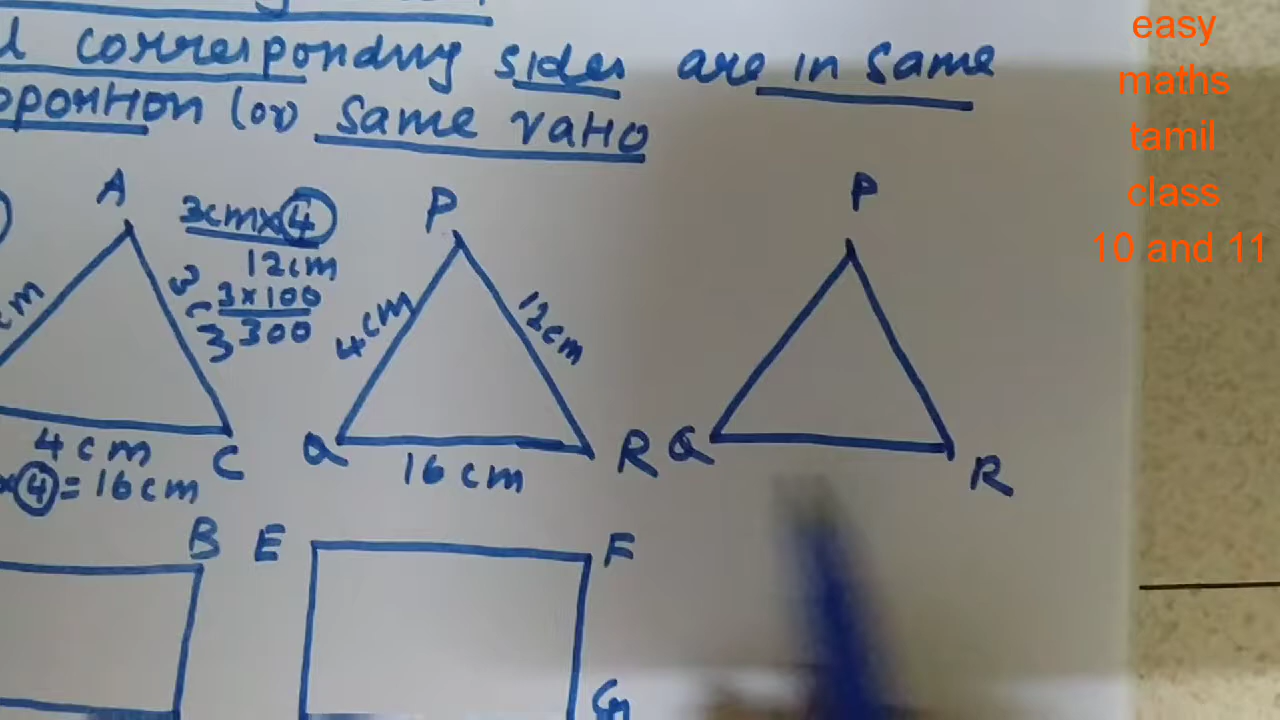 corresponding sides are in same
(or) same ratio
easy
maths
tamil
class
10 and 11
A
3cm×4
12cm
3×100
300
3
4cm
C
×4=16cm
P
4cm
12cm
Q
R
16cm
P
Q
R
B
E
F
G